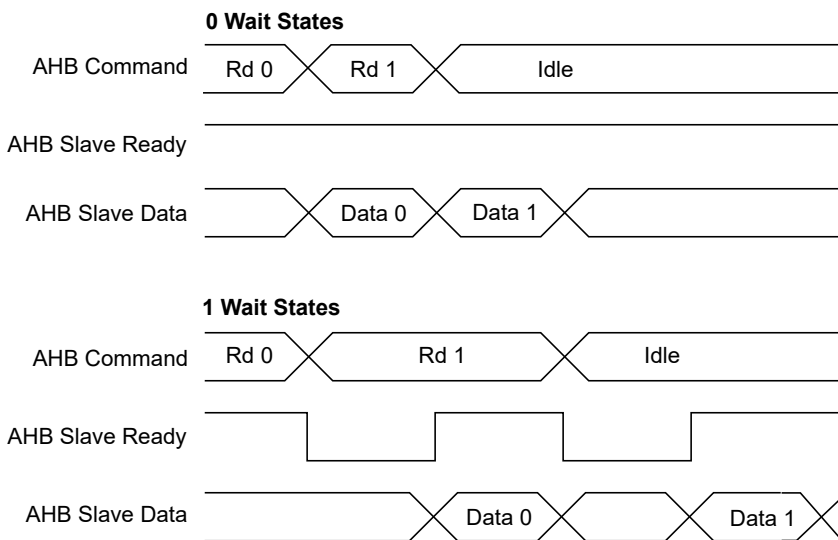 0 Wait States
AHB Command Rd 0 Rd 1 Idle
AHB Slave Ready
AHB Slave Data Data 0 Data 1
1 Wait States
AHB Command Rd 0 Rd 1 Idle
AHB Slave Ready
AHB Slave Data Data 0 Data 1